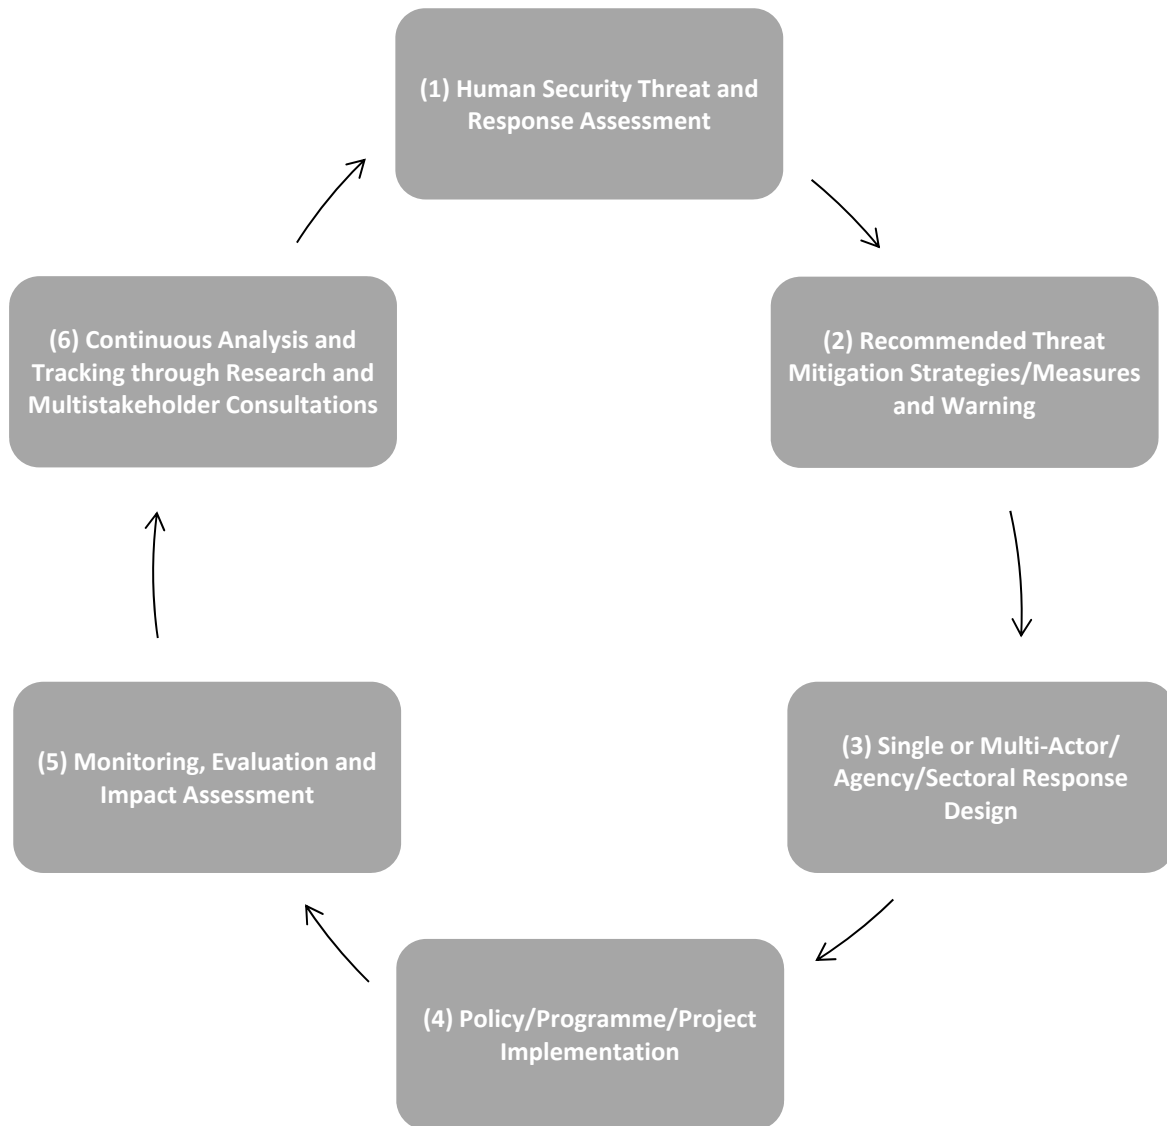 (1) Human Security Threat and
Response Assessment
(2) Recommended Threat
Mitigation Strategies/Measures
and Warning
(3) Single or Multi-Actor/
Agency/Sectoral Response
Design
(4) Policy/Programme/Project
Implementation
(5) Monitoring, Evaluation and
Impact Assessment
(6) Continuous Analysis and
Tracking through Research and
Multistakeholder Consultations